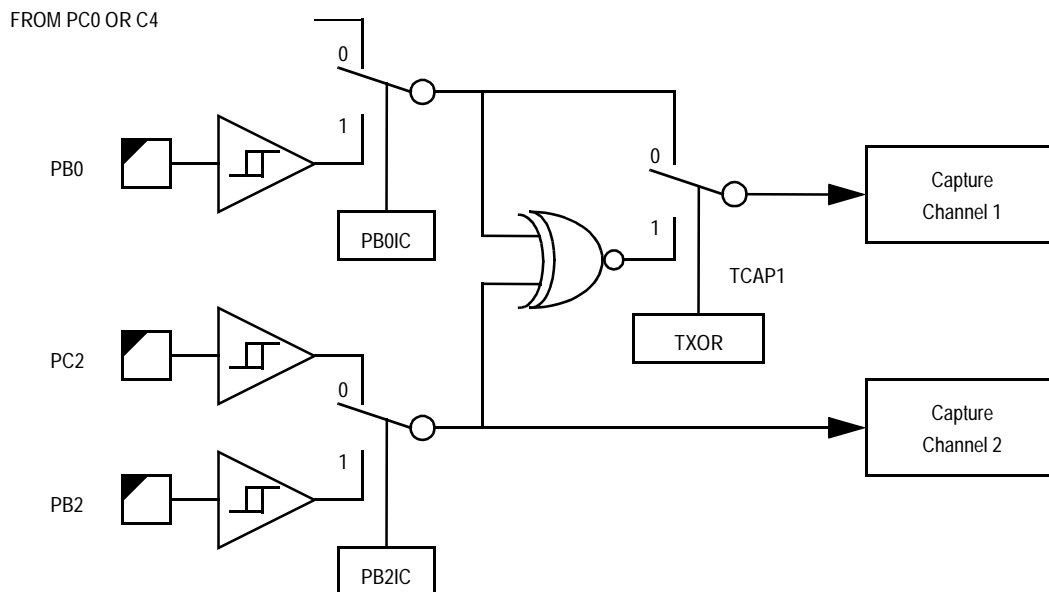 FROM PC0 OR C4
0
1
PB0
PB0IC
0
1
Capture
Channel 1
TCAP1
TXOR
PC2
0
1
PB2
PB2IC
Capture
Channel 2